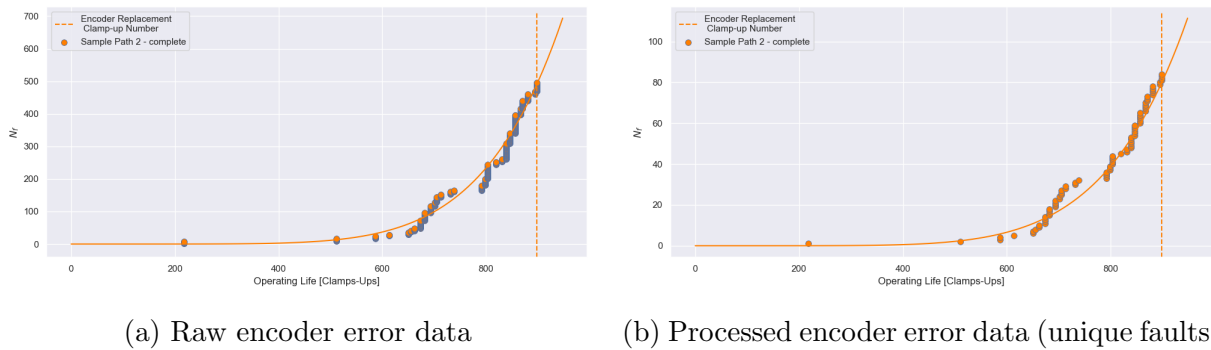 700
600
500
400
300
200
100
0
N_f
Encoder Replacement
Clamp-up Number
Sample Path 2 - complete
0 200 400 600 800
Operating Life [Clamps-Ups]
(a) Raw encoder error data
100
80
60
40
20
0
N_f
Encoder Replacement
Clamp-up Number
Sample Path 2 - complete
0 200 400 600 800
Operating Life [Clamps-Ups]
(b) Processed encoder error data (unique faults